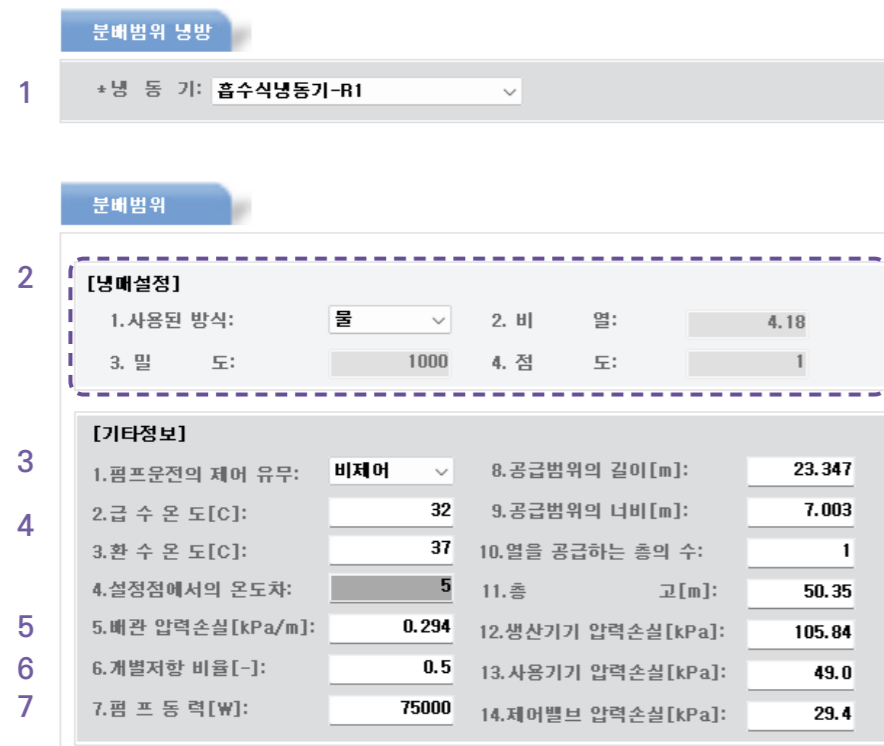 분배범위 냉방
1 *냉 동 기: 흡수식냉동기-R1
분배범위
2
[냉매설정]
1.사용된 방식: 물 2. 비 열: 4.18
3. 밀 도: 1000 4. 점 도: 1
[기타정보]
3 1.펌프운전의 제어 유무: 비제어 8.공급범위의 길이[m]: 23.347
4 2.급 수 온 도[C]: 32 9.공급범위의 너비[m]: 7.003
3.환 수 온 도[C]: 37 10.열을 공급하는 층의 수: 1
4.설정점에서의 온도차: 5 11.층 고[m]: 50.35
5 5.배관 압력손실[kPa/m]: 0.294 12.생산기기 압력손실[kPa]: 105.84
6 6.개별저항 비율[-]: 0.5 13.사용기기 압력손실[kPa]: 49.0
7 7.펌 프 동 력[W]: 75000 14.제어밸브 압력손실[kPa]: 29.4